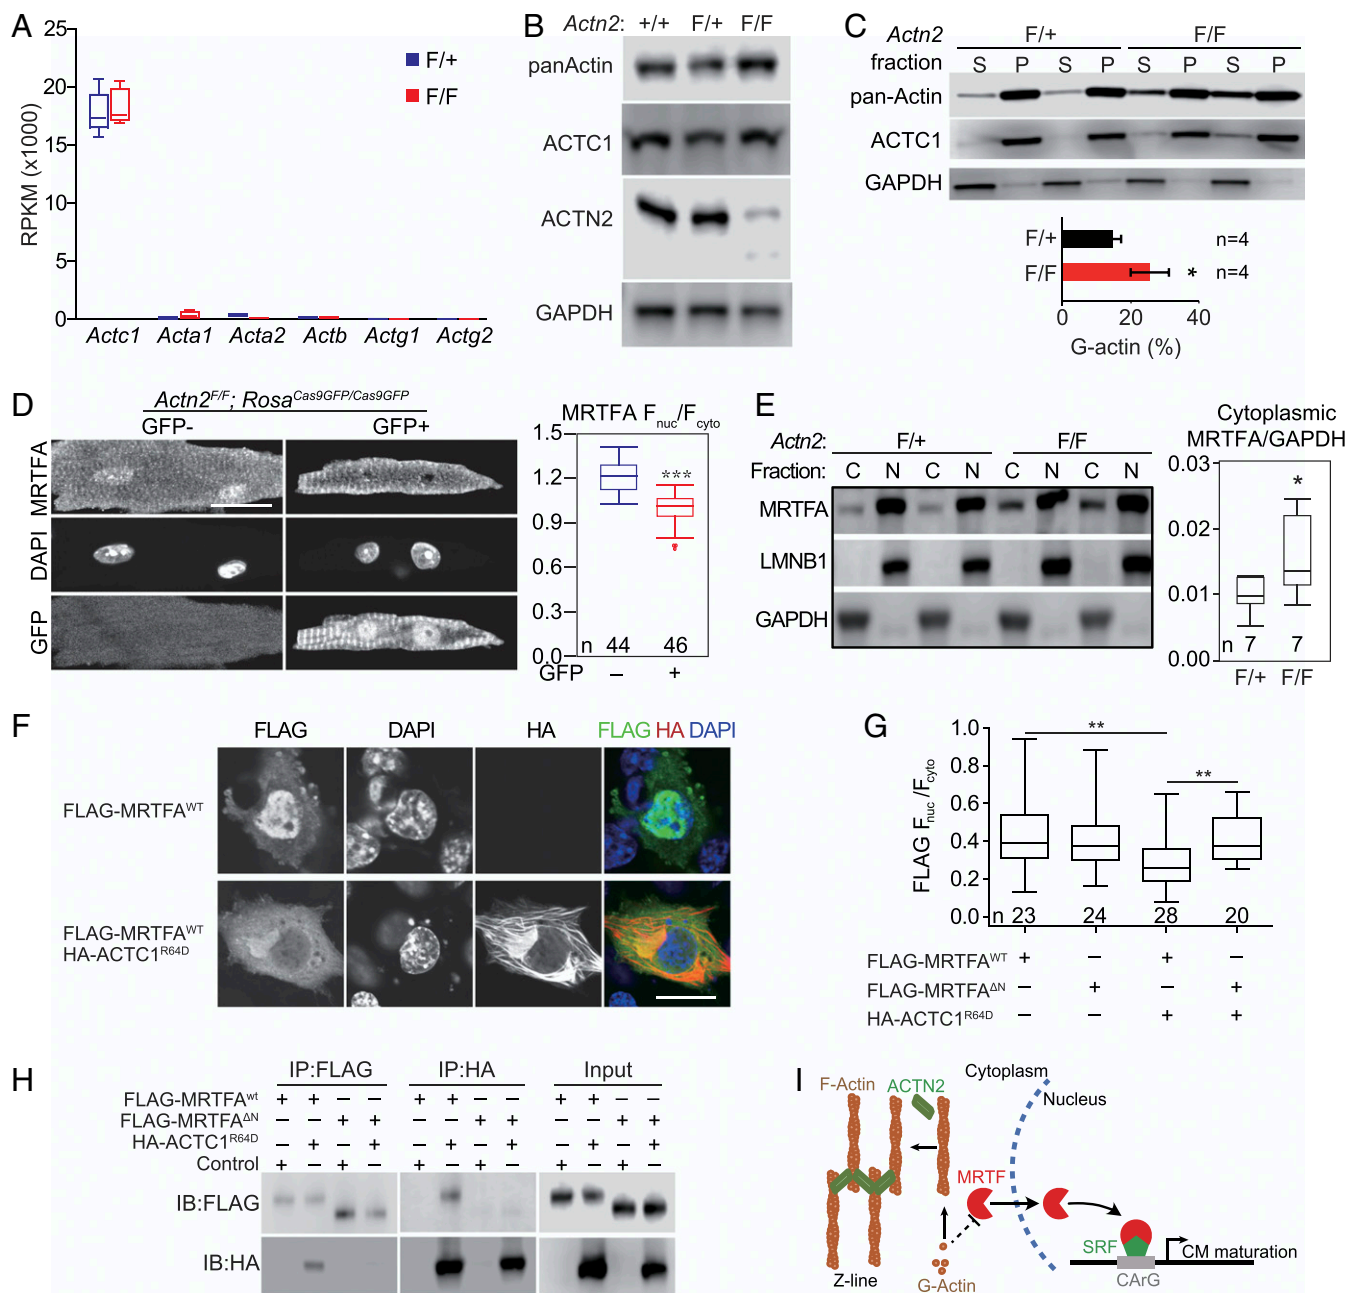 A
25
20
15
10
5
0
RPKM (x1000)
F/+
F/F
Actc1 Acta1 Acta2 Actb Actg1 Actg2
B
Actn2: +/+ F/+ F/F
panActin
ACTC1
ACTN2
GAPDH
C
Actn2 F/+ F/F
fraction S P S P S P S P
pan-Actin
ACTC1
GAPDH
F/+ n=4
F/F * n=4
0 20 40
G-actin (%)
D
Actn2F/F; RosaCas9GFP/Cas9GFP
GFP- GFP+
MRTFA
DAPI
GFP
MRTFA Fnuc/Fcyto
1.5
1.2
0.9
0.6
0.3
0.0
***
n 44 46
GFP – +
E
Actn2: F/+ F/F
Fraction: C N C N C N C N
MRTFA
LMNB1
GAPDH
Cytoplasmic
MRTFA/GAPDH
0.03
0.02
0.01
0.00
*
n 7 7
F/+ F/F
F
FLAG DAPI HA FLAG HA DAPI
FLAG-MRTFAWT
FLAG-MRTFAWT
HA-ACTC1R64D
G
FLAG Fnuc/Fcyto
1.0
0.8
0.6
0.4
0.2
0.0
**
**
n 23 24 28 20
FLAG-MRTFAWT + – + –
FLAG-MRTFAΔN – + – +
HA-ACTC1R64D – – + +
H
IP:FLAG IP:HA Input
FLAG-MRTFAwt + + – – + + – – + + – –
FLAG-MRTFAΔN – – + + – – + + – – + +
HA-ACTC1R64D – + – + – + – + – + – +
Control + – + – + – + – + – + –
IB:FLAG
IB:HA
I
Cytoplasm
F-Actin ACTN2
Nucleus
MRTF
SRF
CM maturation
CArG
Z-line
G-Actin